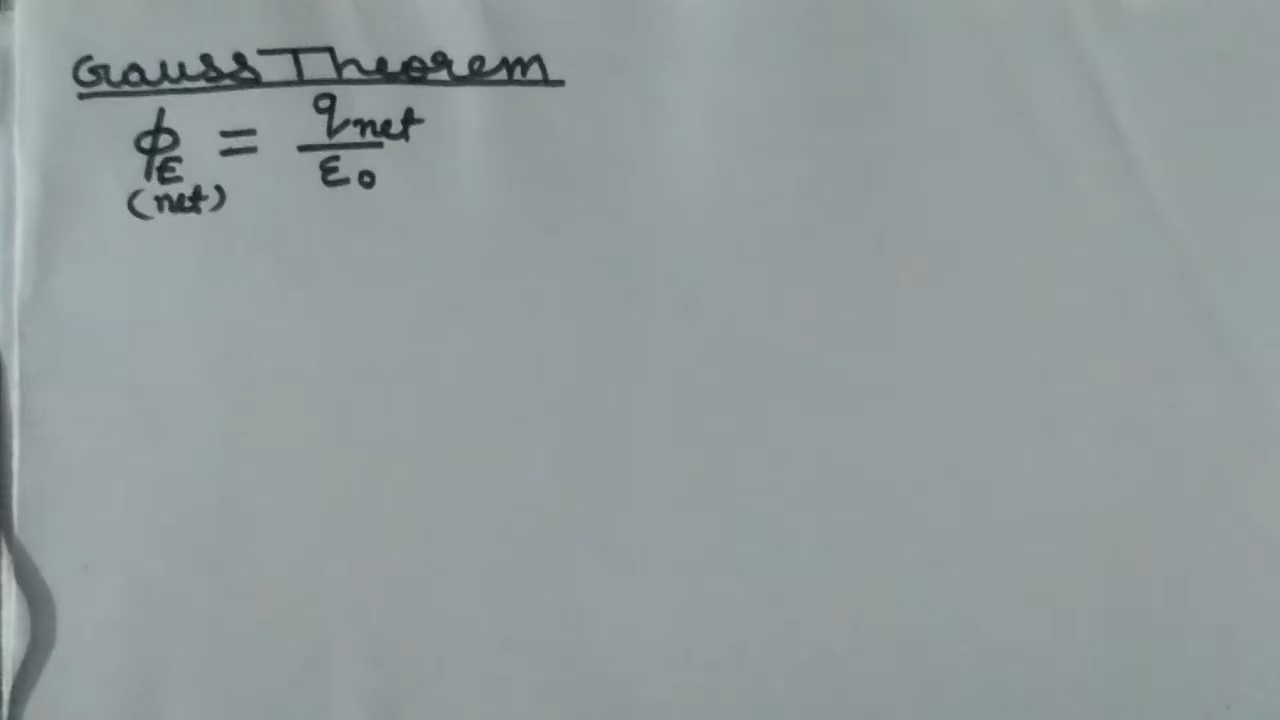 Gauss Theorem
ϕE (net) = qnet / ε0